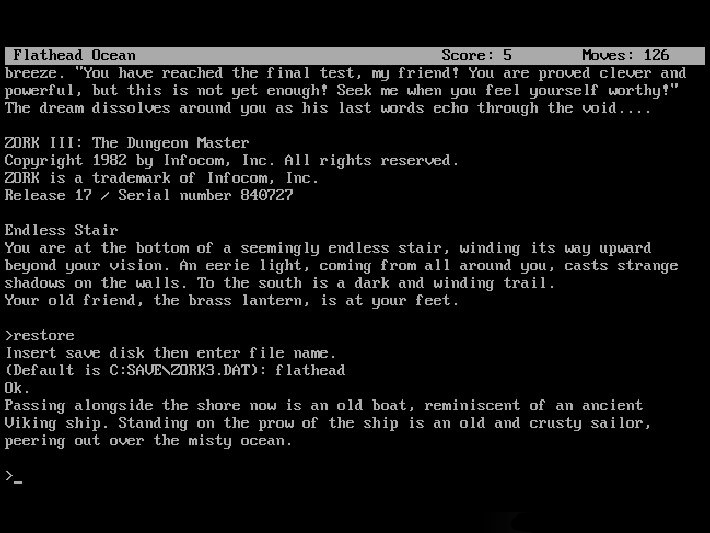 Flathead Ocean Score: 5 Moves: 126
breeze. "You have reached the final test, my friend! You are proved clever and
powerful, but this is not yet enough! Seek me when you feel yourself worthy!"
The dream dissolves around you as his last words echo through the void....
ZORK III: The Dungeon Master
Copyright 1982 by Infocom, Inc. All rights reserved.
ZORK is a trademark of Infocom, Inc.
Release 17 / Serial number 840727
Endless Stair
You are at the bottom of a seemingly endless stair, winding its way upward
beyond your vision. An eerie light, coming from all around you, casts strange
shadows on the walls. To the south is a dark and winding trail.
Your old friend, the brass lantern, is at your feet.
>restore
Insert save disk then enter file name.
(Default is C:SAVE\ZORK3.DAT): flathead
Ok.
Passing alongside the shore now is an old boat, reminiscent of an ancient
Viking ship. Standing on the prow of the ship is an old and crusty sailor,
peering out over the misty ocean.
>_